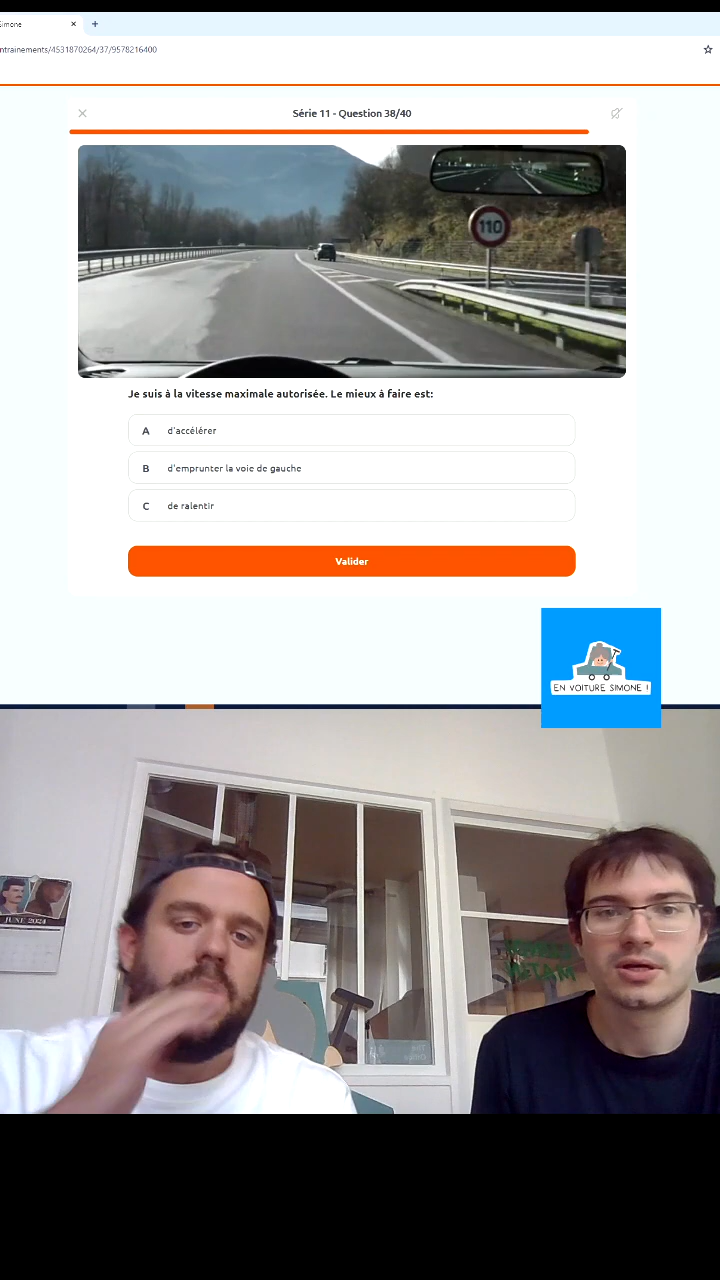 Simone
ntrainements/4531870264/37/9578216400
Série 11 - Question 38/40
110
Je suis à la vitesse maximale autorisée. Le mieux à faire est:
A d'accélérer
B d'emprunter la voie de gauche
C de ralentir
Valider
EN VOITURE SIMONE !
JUNE 2024